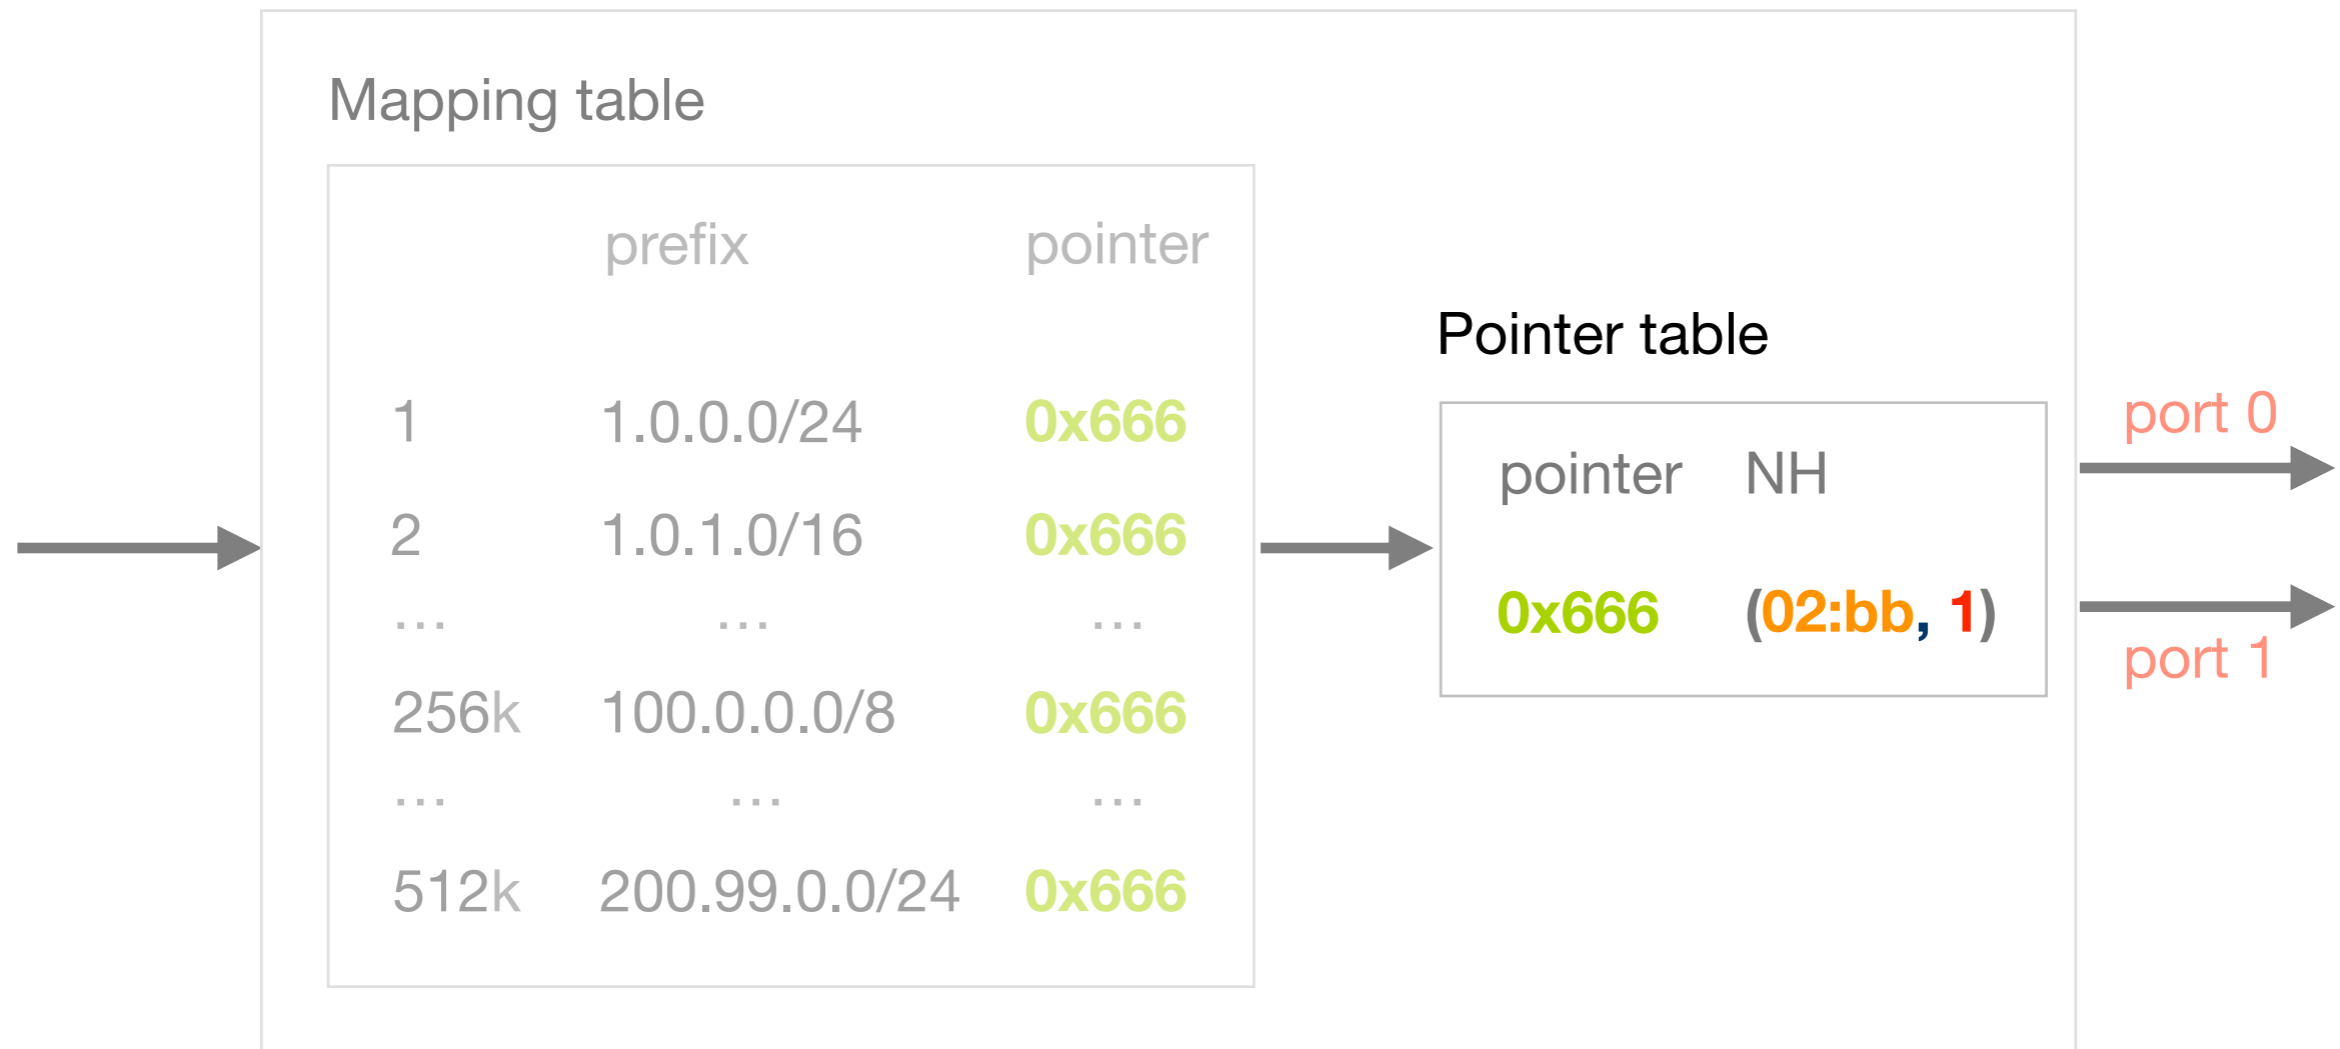 Mapping table
prefix pointer
1 1.0.0.0/24 0x666
2 1.0.1.0/16 0x666
... ... ...
256k 100.0.0.0/8 0x666
... ... ...
512k 200.99.0.0/24 0x666
Pointer table
pointer NH
0x666 (02:bb, 1)
port 0
port 1